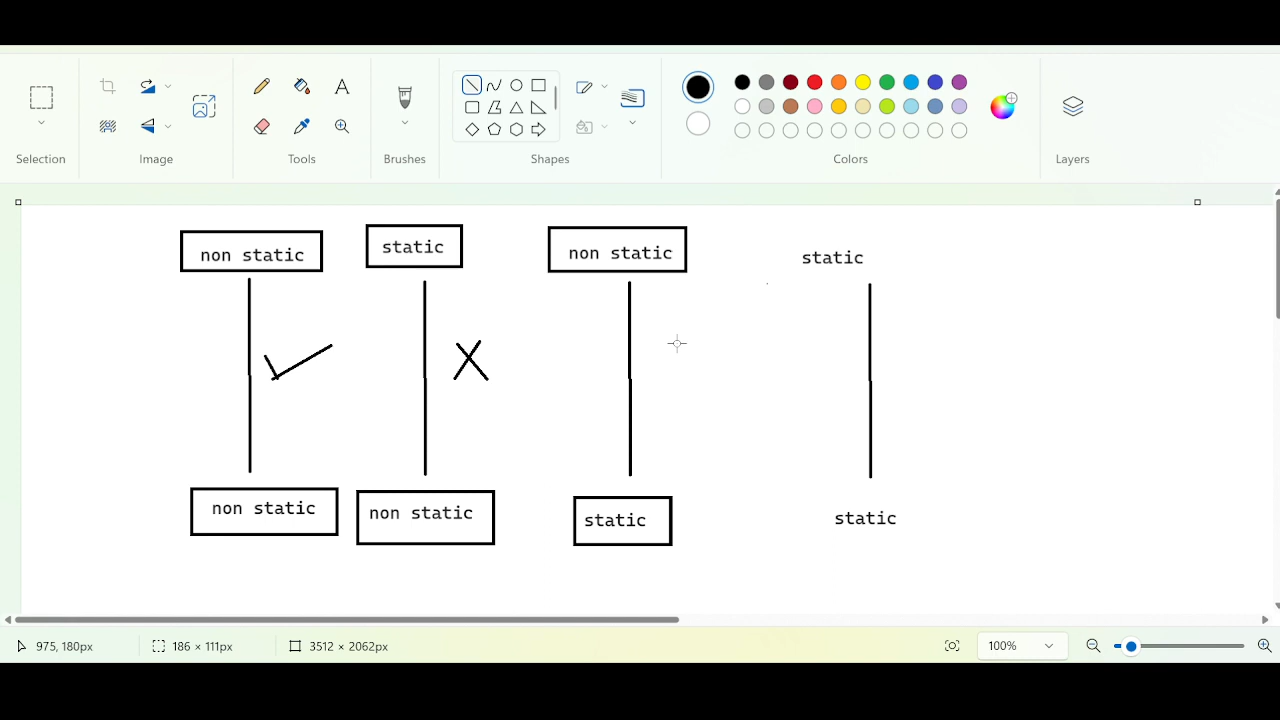 Selection
Image
Tools
Brushes
Shapes
Colors
Layers
non static
static
non static
static
non static
non static
static
static
975, 180px
186 × 111px
3512 × 2062px
100%